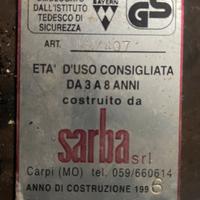 DALL'ISTITUTO
TEDESCO DI
SICUREZZA
BAYERN
GS
ART.
ETA' D'USO CONSIGLIATA
DA 3 A 8 ANNI
costruito da
sarba srl
Carpi (MO) tel. 059/660614
ANNO DI COSTRUZIONE 1996